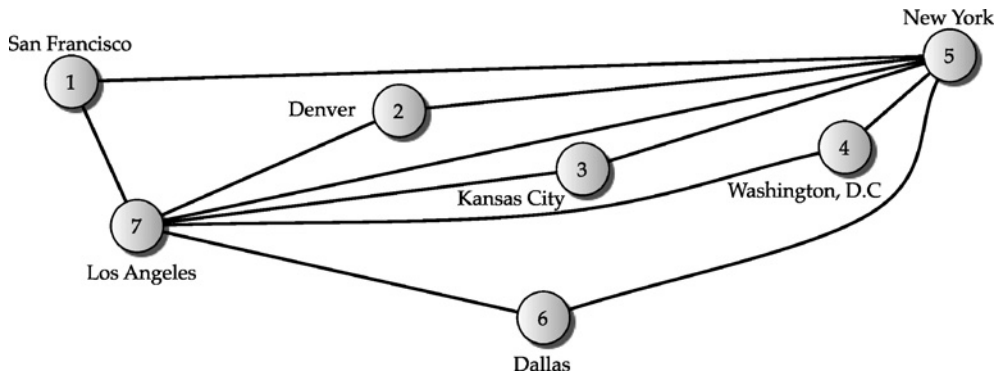 New York
San Francisco
5
1
Denver
2
4
3
Kansas City
Washington, D.C
7
Los Angeles
6
Dallas